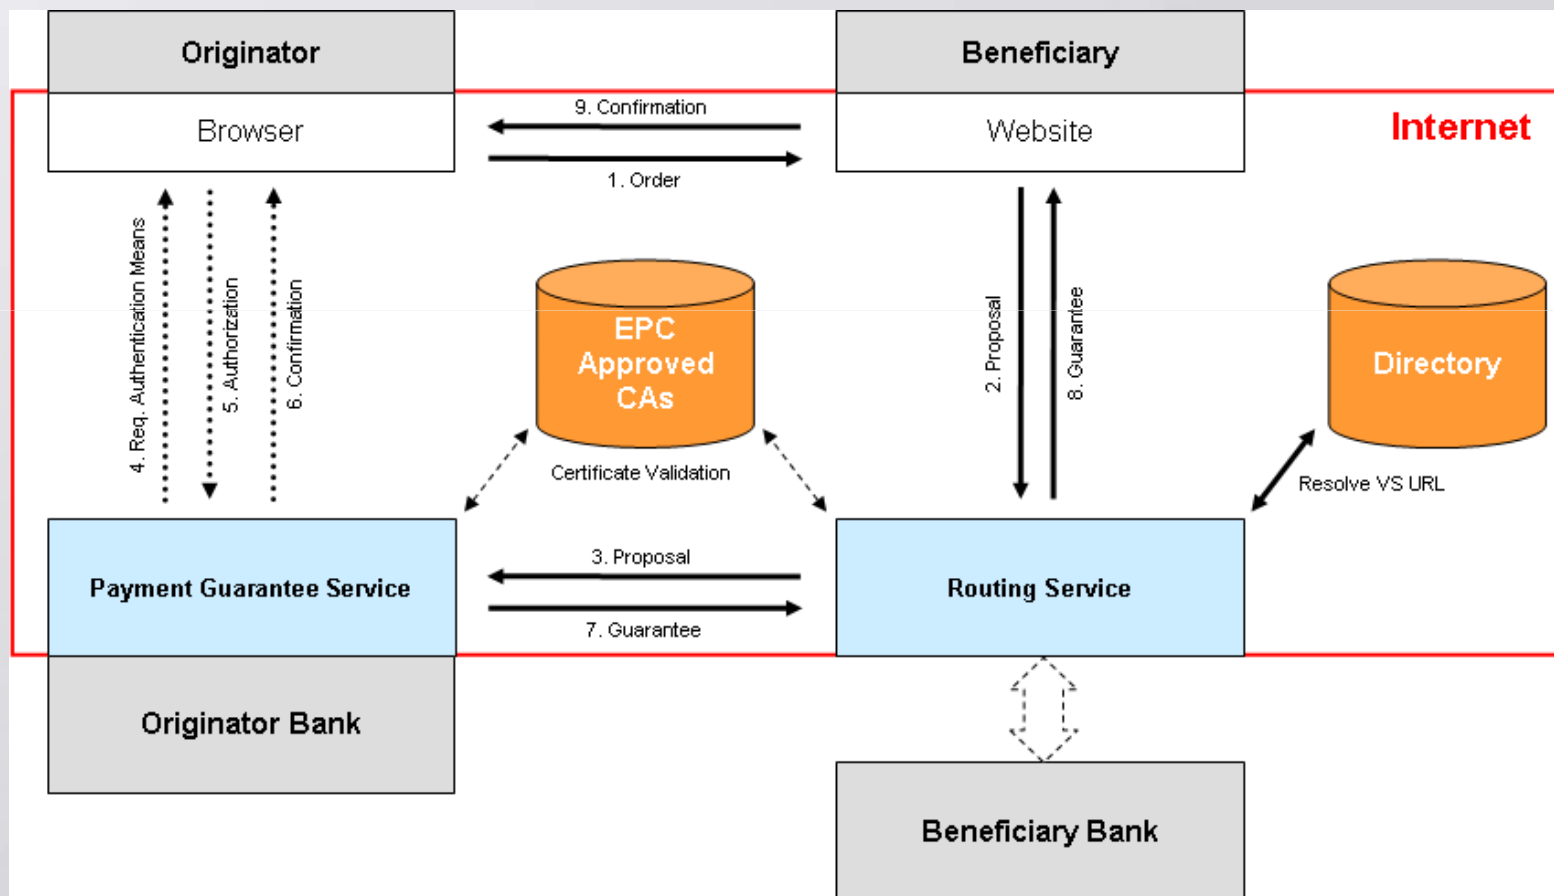 Originator
Beneficiary
Browser
9. Confirmation
1. Order
Website
Internet
4. Req. Authentication Means
5. Authorization
6. Confirmation
EPC
Approved
CAs
2. Proposal
8. Guarantee
Directory
Certificate Validation
Resolve VS URL
Payment Guarantee Service
3. Proposal
7. Guarantee
Routing Service
Originator Bank
Beneficiary Bank